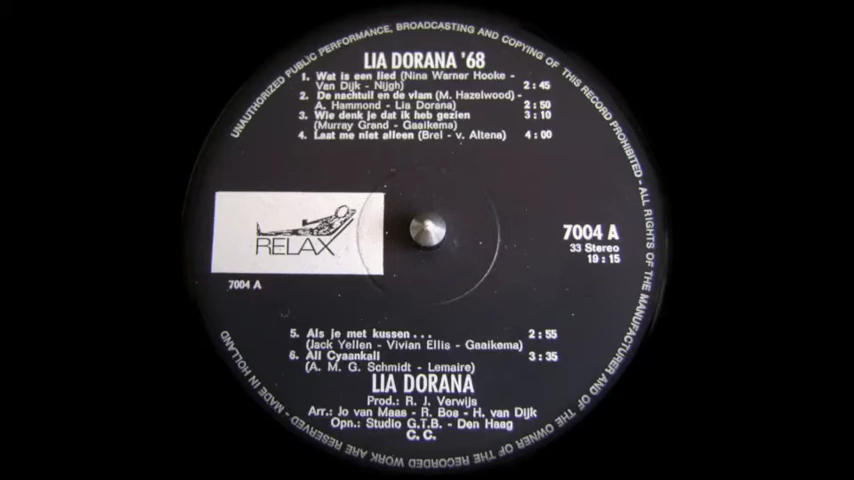 UNAUTHORIZED PUBLIC PERFORMANCE, BROADCASTING AND COPYING OF THIS RECORD PROHIBITED - ALL RIGHTS OF THE MANUFACTURER AND OF THE OWNER OF THE RECORDED WORK ARE RESERVED - MADE IN HOLLAND
LIA DORANA '68
1. Wat is een lied (Nina Warner Hooke -
Van Dijk - Nijgh) 2:45
2. De nachtuil en de vlam (M. Hazelwood) -
A. Hammond - Lia Dorana) 2:50
3. Wie denk je dat ik heb gezien 3:10
(Murray Grand - Gaaikema)
4. Laat me niet alleen (Brel - v. Altena) 4:00
RELAX
7004 A
7004 A
33 Stereo
19:15
5. Als je met kussen... 2:55
(Jack Yellen - Vivian Ellis - Gaaikema)
6. Ali Cyaankali 3:35
(A. M. G. Schmidt - Lemaire)
LIA DORANA
Prod.: R. J. Verwijs
Arr.: Jo van Maas - R. Bos - H. van Dijk
Opn.: Studio G.T.B. - Den Haag
C. C.